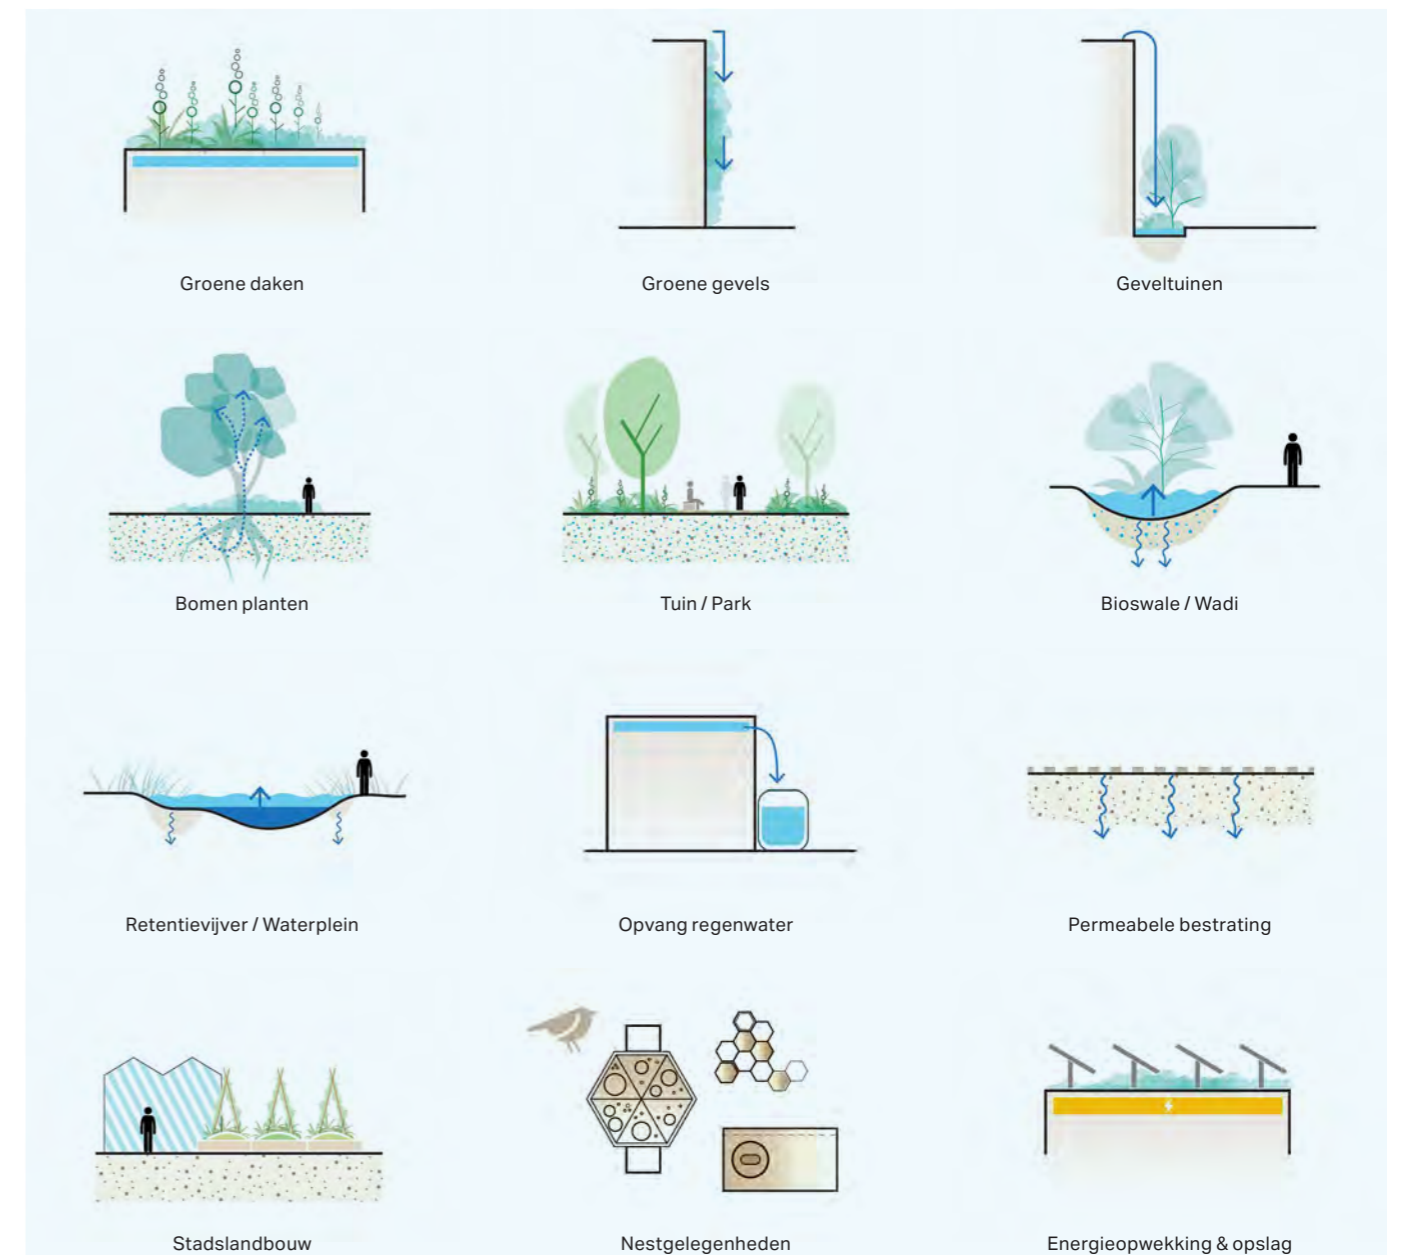 Groene daken
Groene gevels
Geveltuinen
Bomen planten
Tuin / Park
Bioswale / Wadi
Retentievijver / Waterplein
Opvang regenwater
Permeabele bestrating
Stadslandbouw
Nestgelegenheden
Energieopwekking & opslag